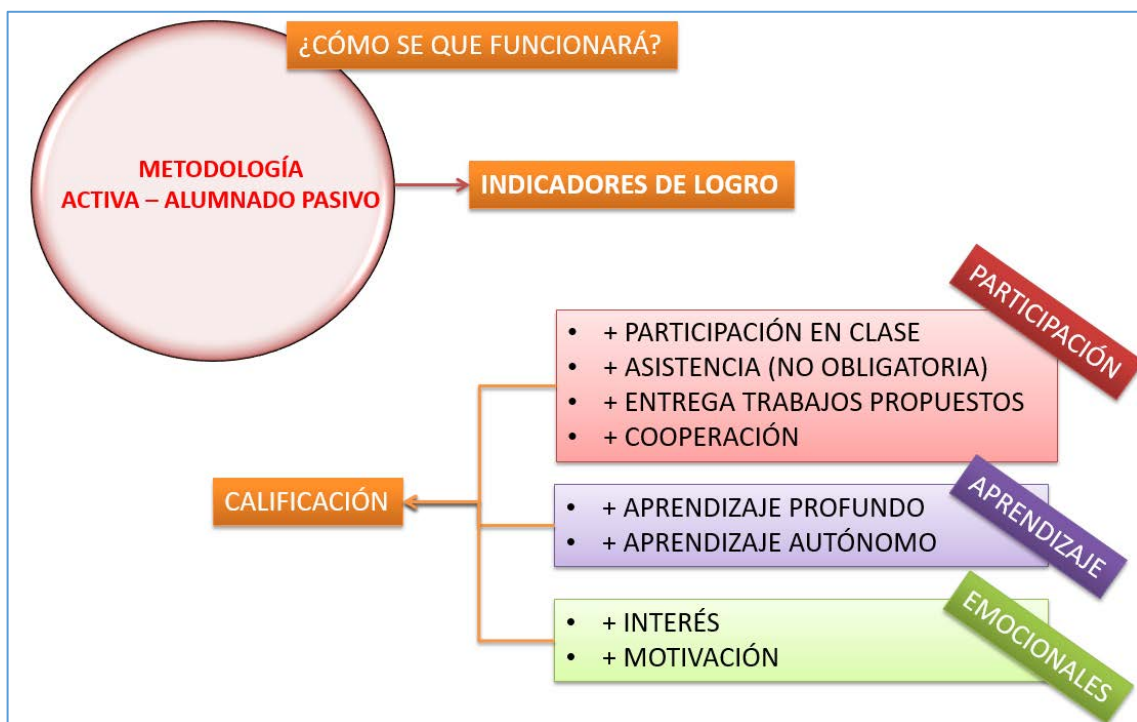 ¿CÓMO SE QUE FUNCIONARÁ?
METODOLOGÍA
ACTIVA – ALUMNADO PASIVO
INDICADORES DE LOGRO
PARTICIPACIÓN
• + PARTICIPACIÓN EN CLASE
• + ASISTENCIA (NO OBLIGATORIA)
• + ENTREGA TRABAJOS PROPUESTOS
• + COOPERACIÓN
CALIFICACIÓN
APRENDIZAJE
• + APRENDIZAJE PROFUNDO
• + APRENDIZAJE AUTÓNOMO
EMOCIONALES
• + INTERÉS
• + MOTIVACIÓN